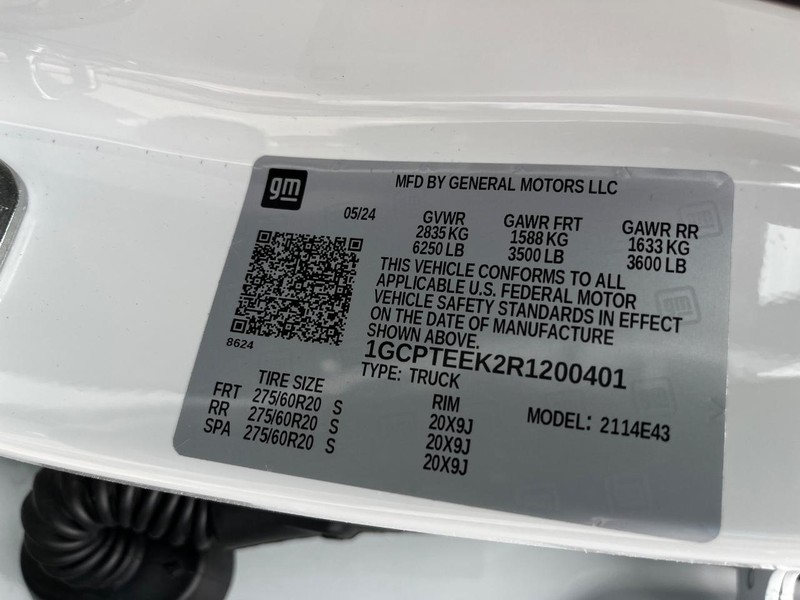 gm
MFD BY GENERAL MOTORS LLC
05/24
GVWR GAWR FRT GAWR RR
2835 KG 1588 KG 1633 KG
6250 LB 3500 LB 3600 LB
THIS VEHICLE CONFORMS TO ALL
APPLICABLE U.S. FEDERAL MOTOR
VEHICLE SAFETY STANDARDS IN EFFECT
ON THE DATE OF MANUFACTURE
SHOWN ABOVE.
8624
1GCPTEEK2R1200401
TYPE: TRUCK
TIRE SIZE RIM
FRT 275/60R20 S 20X9J
RR 275/60R20 S 20X9J
SPA 275/60R20 S 20X9J
MODEL: 2114E43